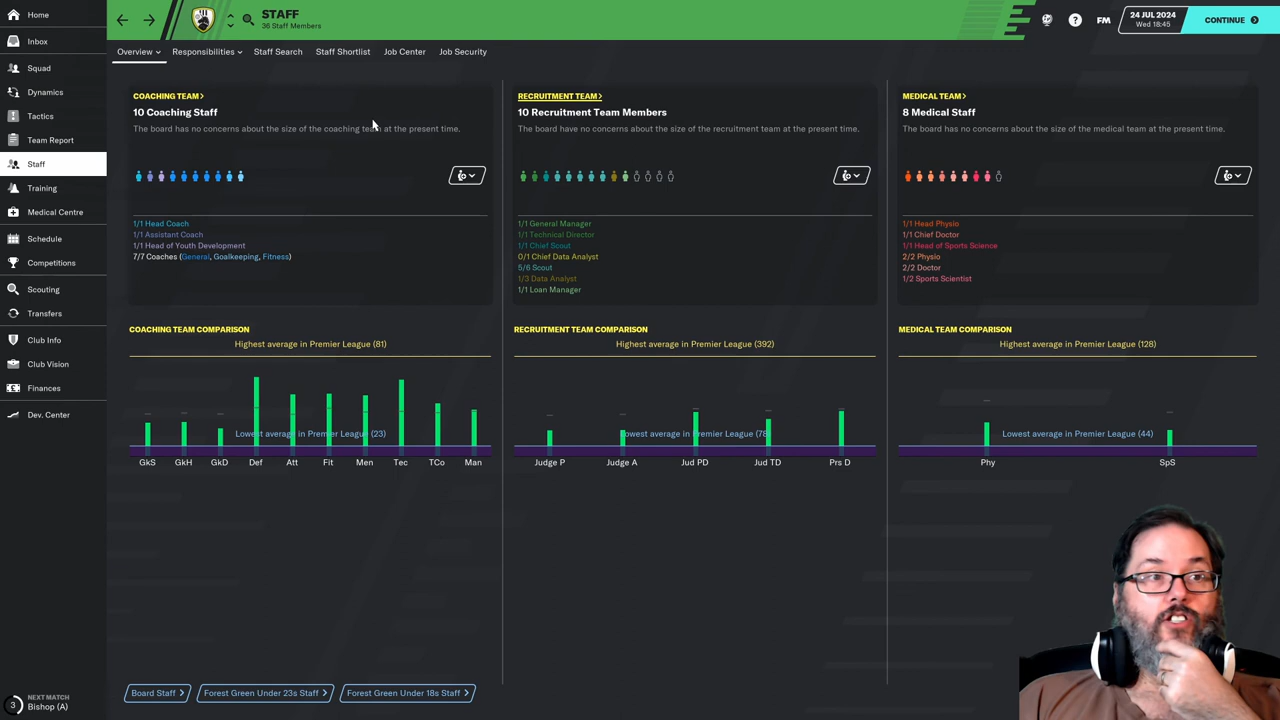 Home
STAFF
36 Staff Members
FM
24 JUL 2024
Wed 18:45
CONTINUE
Inbox
Squad
Dynamics
Tactics
Team Report
Staff
Training
Medical Centre
Schedule
Competitions
Scouting
Transfers
Club Info
Club Vision
Finances
Dev. Center
NEXT MATCH
3 Bishop (A)
Overview
Responsibilities
Staff Search
Staff Shortlist
Job Center
Job Security
COACHING TEAM >
10 Coaching Staff
The board has no concerns about the size of the coaching team at the present time.
1/1 Head Coach
1/1 Assistant Coach
1/1 Head of Youth Development
7/7 Coaches (General, Goalkeeping, Fitness)
RECRUITMENT TEAM >
10 Recruitment Team Members
The board have no concerns about the size of the recruitment team at the present time.
1/1 General Manager
1/1 Technical Director
1/1 Chief Scout
0/1 Chief Data Analyst
5/6 Scout
1/3 Data Analyst
1/1 Loan Manager
MEDICAL TEAM >
8 Medical Staff
The board has no concerns about the size of the medical team at the present time.
1/1 Head Physio
1/1 Chief Doctor
1/1 Head of Sports Science
2/2 Physio
2/2 Doctor
1/2 Sports Scientist
COACHING TEAM COMPARISON
Highest average in Premier League (81)
Lowest average in Premier League (23)
GkS GkH GkD Def Att Fit Men Tec TCo Man
RECRUITMENT TEAM COMPARISON
Highest average in Premier League (392)
Lowest average in Premier League (78)
Judge P Judge A Jud PD Jud TD Prs D
MEDICAL TEAM COMPARISON
Highest average in Premier League (128)
Lowest average in Premier League (44)
Phy SpS
Board Staff >
Forest Green Under 23s Staff >
Forest Green Under 18s Staff >